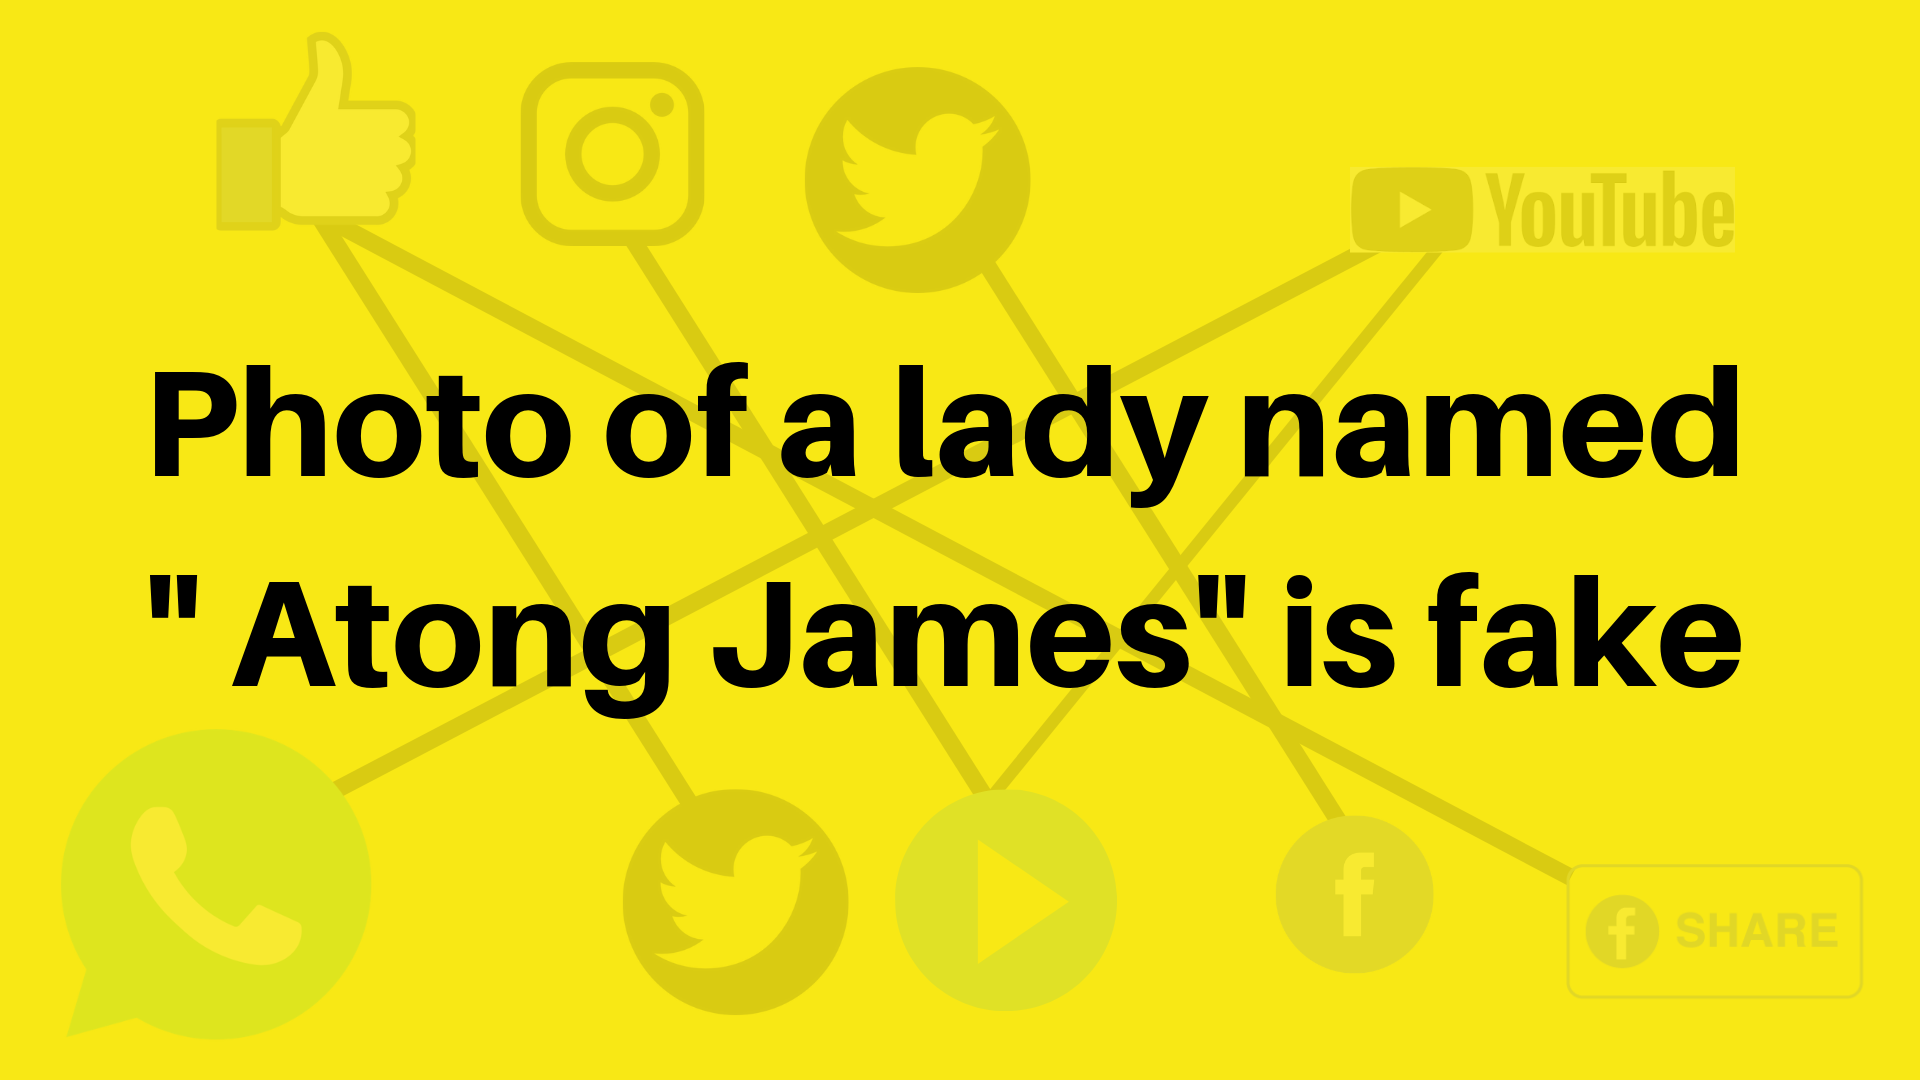 YouTube
Photo of a lady named
" Atong James" is fake
f
f SHARE